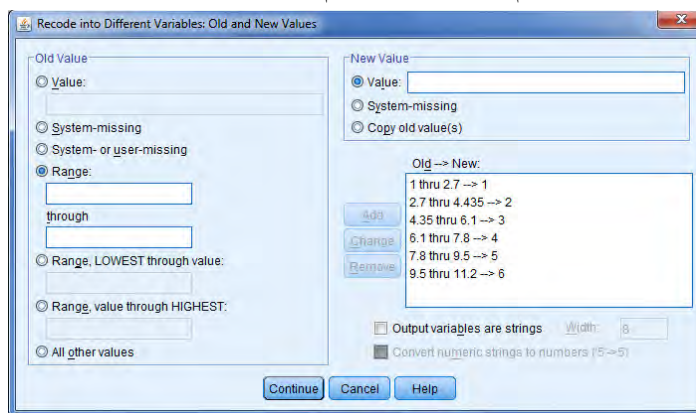 Recode into Different Variables: Old and New Values
Old Value
Value:
System-missing
System- or user-missing
Range:
through
Range, LOWEST through value:
Range, value through HIGHEST:
All other values
New Value
Value:
System-missing
Copy old value(s)
Old --> New:
1 thru 2.7 --> 1
2.7 thru 4.435 --> 2
4.35 thru 6.1 --> 3
6.1 thru 7.8 --> 4
7.8 thru 9.5 --> 5
9.5 thru 11.2 --> 6
Add
Change
Remove
Output variables are strings Width: 8
Convert numeric strings to numbers ('5'->5)
Continue Cancel Help